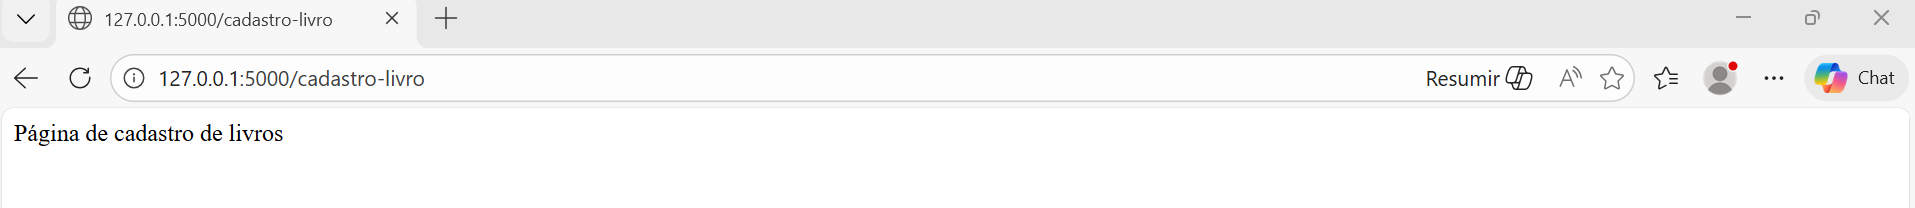 127.0.0.1:5000/cadastro-livro
127.0.0.1:5000/cadastro-livro
Resumir
Chat
Página de cadastro de livros